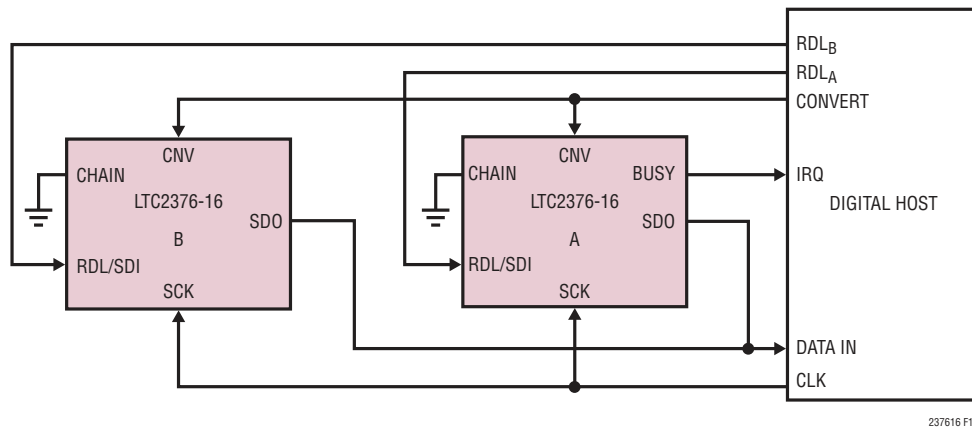 RDLB
RDLA
CONVERT
CNV
CNV
CHAIN
CHAIN
BUSY
IRQ
LTC2376-16
LTC2376-16
DIGITAL HOST
SDO
SDO
B
A
RDL/SDI
RDL/SDI
SCK
SCK
DATA IN
CLK
237616 F1